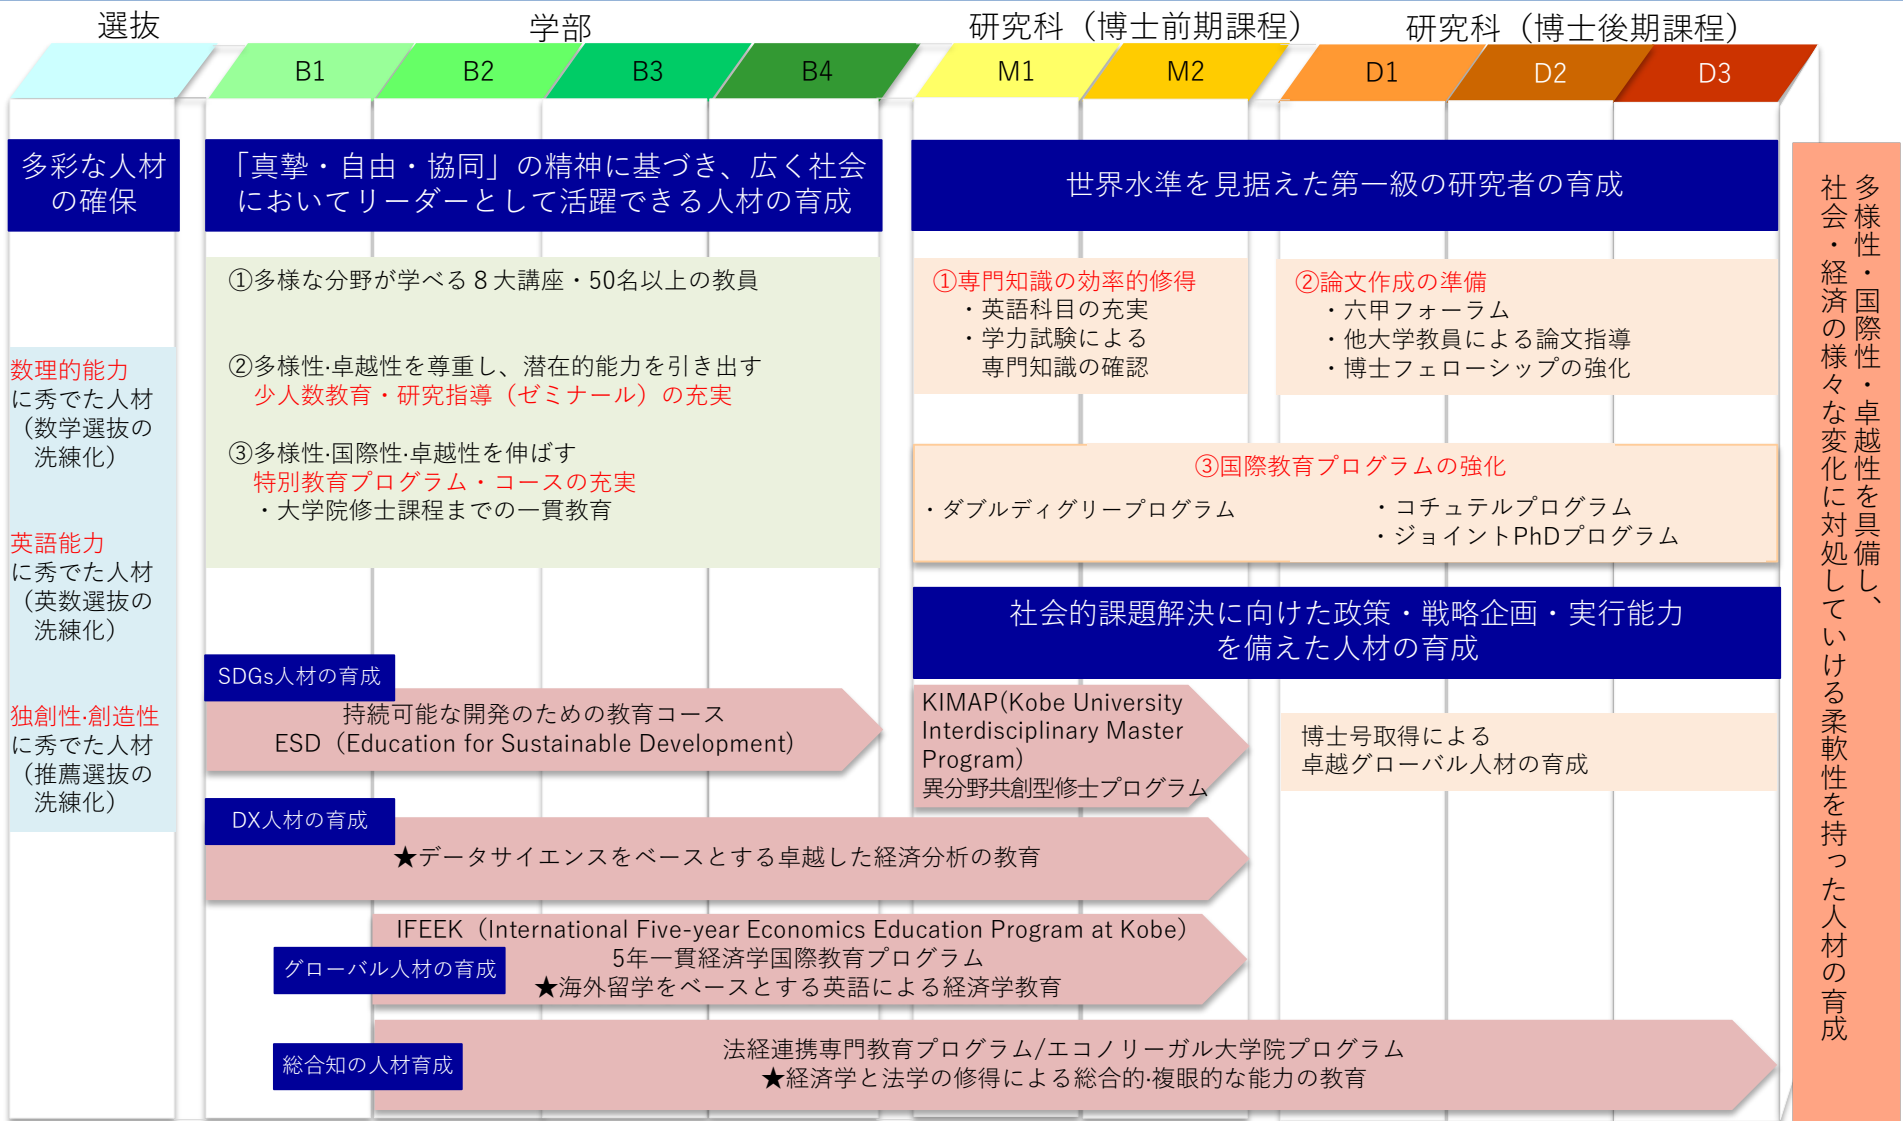 選抜
学部
研究科（博士前期課程）
研究科（博士後期課程）
B1
B2
B3
B4
M1
M2
D1
D2
D3
多彩な人材
の確保
「真摯・自由・協同」の精神に基づき、広く社会
においてリーダーとして活躍できる人材の育成
世界水準を見据えた第一級の研究者の育成
数理的能力
に秀でた人材
（数学選抜の
洗練化）
英語能力
に秀でた人材
（英数選抜の
洗練化）
独創性・創造性
に秀でた人材
（推薦選抜の
洗練化）
①多様な分野が学べる８大講座・50名以上の教員
②多様性・卓越性を尊重し、潜在的能力を引き出す
少人数教育・研究指導（ゼミナール）の充実
③多様性・国際性・卓越性を伸ばす
特別教育プログラム・コースの充実
・大学院修士課程までの一貫教育
①専門知識の効率的修得
・英語科目の充実
・学力試験による
専門知識の確認
②論文作成の準備
・六甲フォーラム
・他大学教員による論文指導
・博士フェローシップの強化
③国際教育プログラムの強化
・ダブルディグリープログラム
・コチュテルプログラム
・ジョイントPhDプログラム
社会的課題解決に向けた政策・戦略企画・実行能力
を備えた人材の育成
SDGs人材の育成
持続可能な開発のための教育コース
ESD（Education for Sustainable Development）
KIMAP(Kobe University
Interdisciplinary Master
Program)
異分野共創型修士プログラム
博士号取得による
卓越グローバル人材の育成
DX人材の育成
★データサイエンスをベースとする卓越した経済分析の教育
IFEEK（International Five-year Economics Education Program at Kobe）
グローバル人材の育成
5年一貫経済学国際教育プログラム
★海外留学をベースとする英語による経済学教育
総合知の人材育成
法経連携専門教育プログラム/エコノリーガル大学院プログラム
★経済学と法学の修得による総合的・複眼的な能力の教育
多様性・国際性・卓越性を具備し、
社会・経済の様々な変化に対処していける柔軟性を持った人材の育成